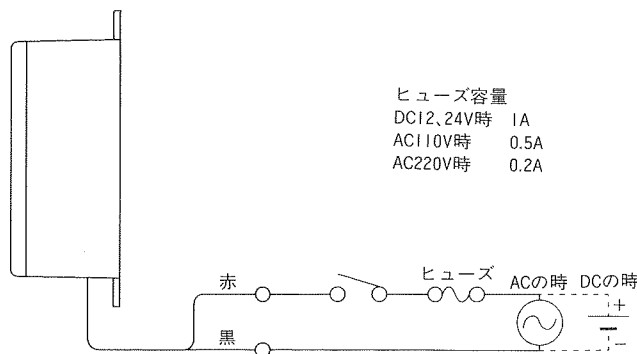 ヒューズ容量
DC12、24V時 1A
AC110V時 0.5A
AC220V時 0.2A
赤
ヒューズ
ACの時
DCの時
+
黒
−